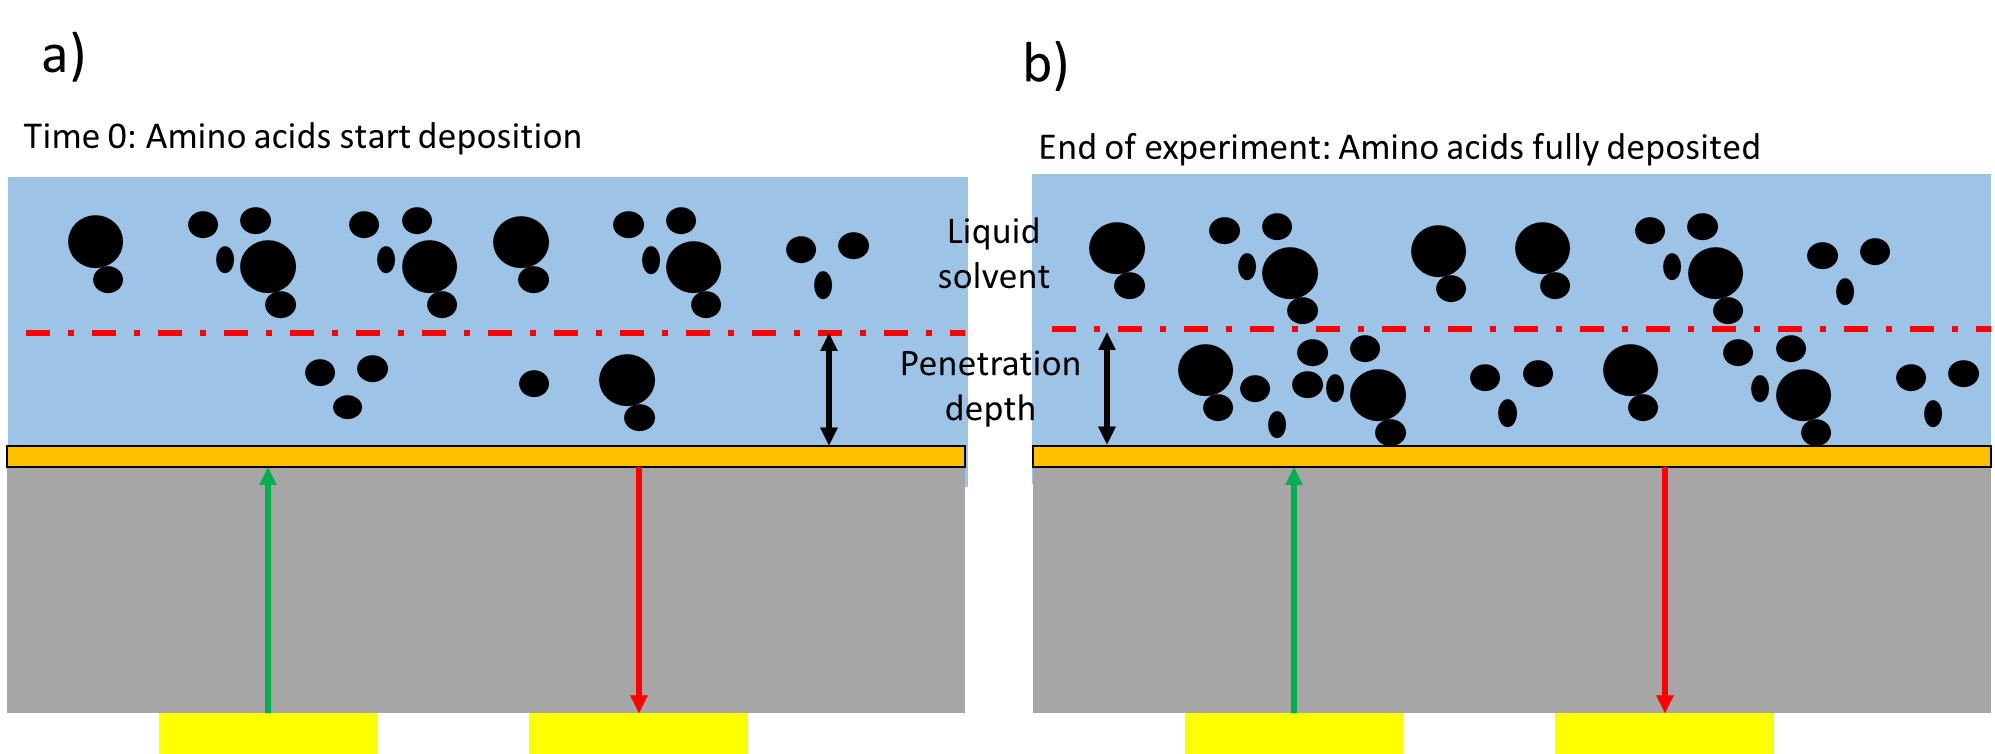 a)
Time 0: Amino acids start deposition
b)
End of experiment: Amino acids fully deposited
Liquid
solvent
Penetration
depth